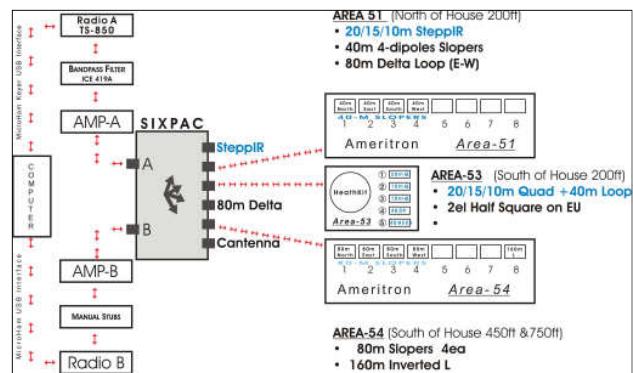 Radio A
TS-850
BANDPASS FILTER
ICE 419A
AMP-A
MicroHam Keyer USB Interface
COMPUTER
MicroHam USB Interface
AMP-B
MANUAL STUBS
Radio B
SIXPAC
A
B
SteppIR
80m Delta
Cantenna
AREA 51 (North of House 200ft)
• 20/15/10m SteppIR
• 40m 4-dipoles Slopers
• 80m Delta Loop (E-W)
40m North 40m East 40m South 40m West
40-M SLOPERS
1 2 3 4 5 6 7 8
Ameritron Area-51
HeathKit
Area-53
1
2
3
4
5
AREA-53 (South of House 200ft)
• 20/15/10m Quad +40m Loop
• 2el Half Square on EU
•
80m North 80m East 80m South 80m West 160m L
80-M SLOPERS
1 2 3 4 5 6 7 8
Ameritron Area-54
AREA-54 (South of House 450ft &750ft)
• 80m Slopers 4ea
• 160m Inverted L